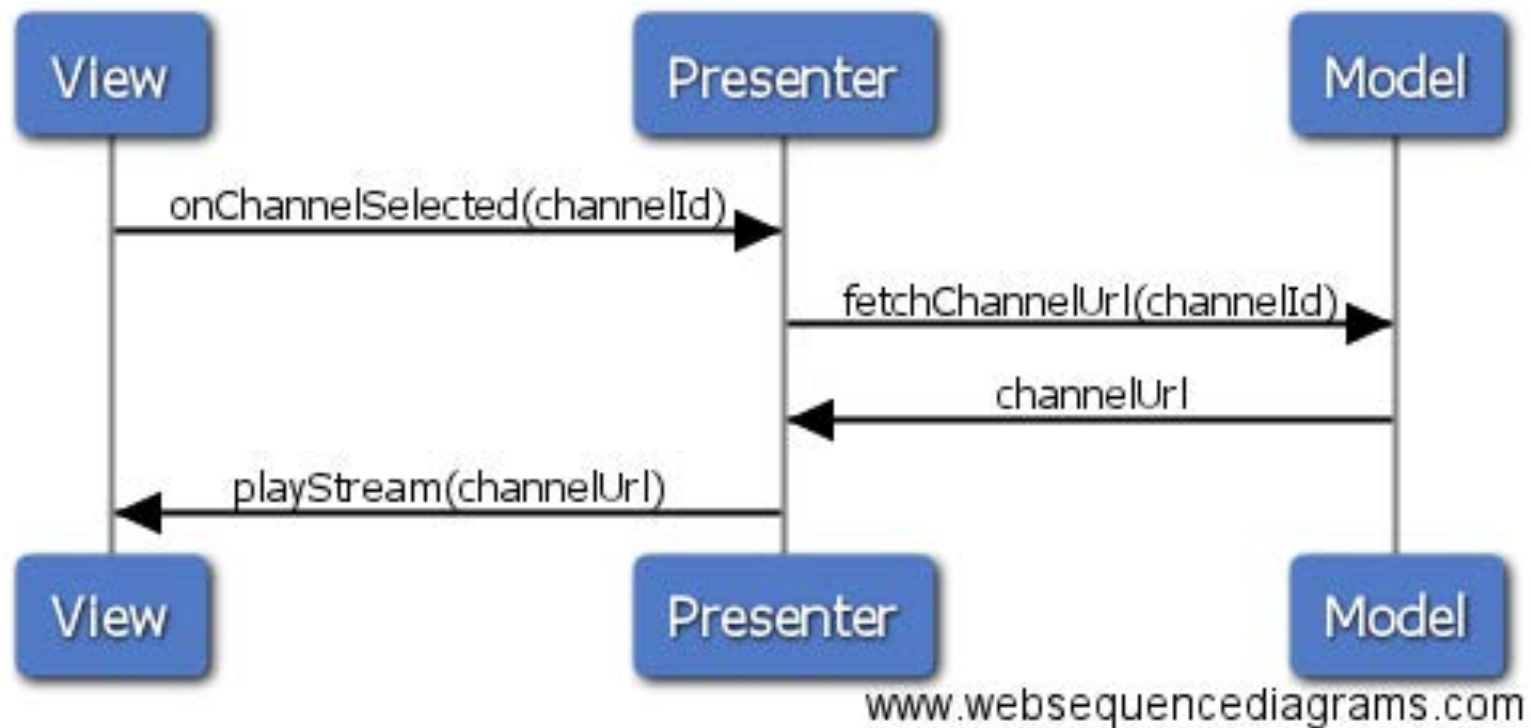 View Presenter Model
onChannelSelected(channelId)
fetchChannelUrl(channelId)
channelUrl
playStream(channelUrl)
View Presenter Model
www.websequencediagrams.com